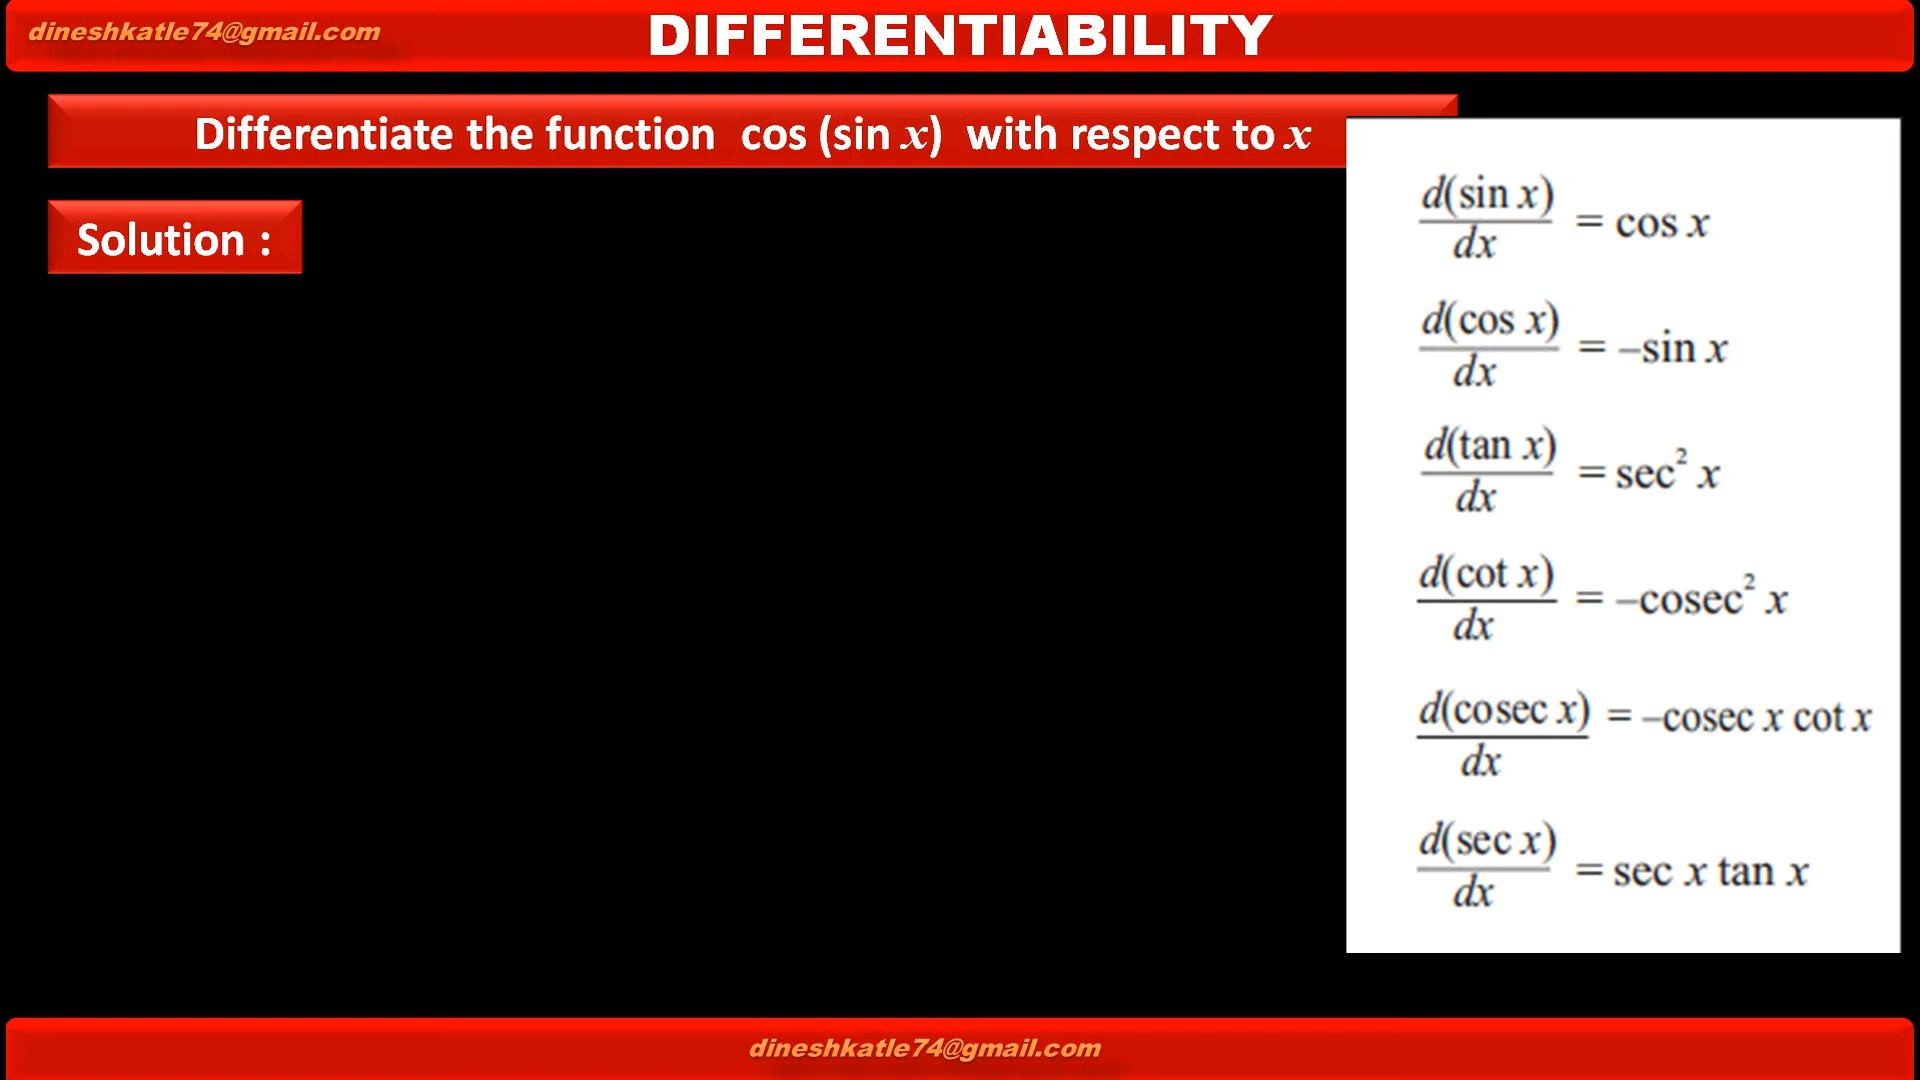 dineshkatle74@gmail.com
DIFFERENTIABILITY
Differentiate the function cos (sin x) with respect to x
Solution :
d(sin x)/dx = cos x
d(cos x)/dx = –sin x
d(tan x)/dx = sec² x
d(cot x)/dx = –cosec² x
d(cosec x)/dx = –cosec x cot x
d(sec x)/dx = sec x tan x
dineshkatle74@gmail.com